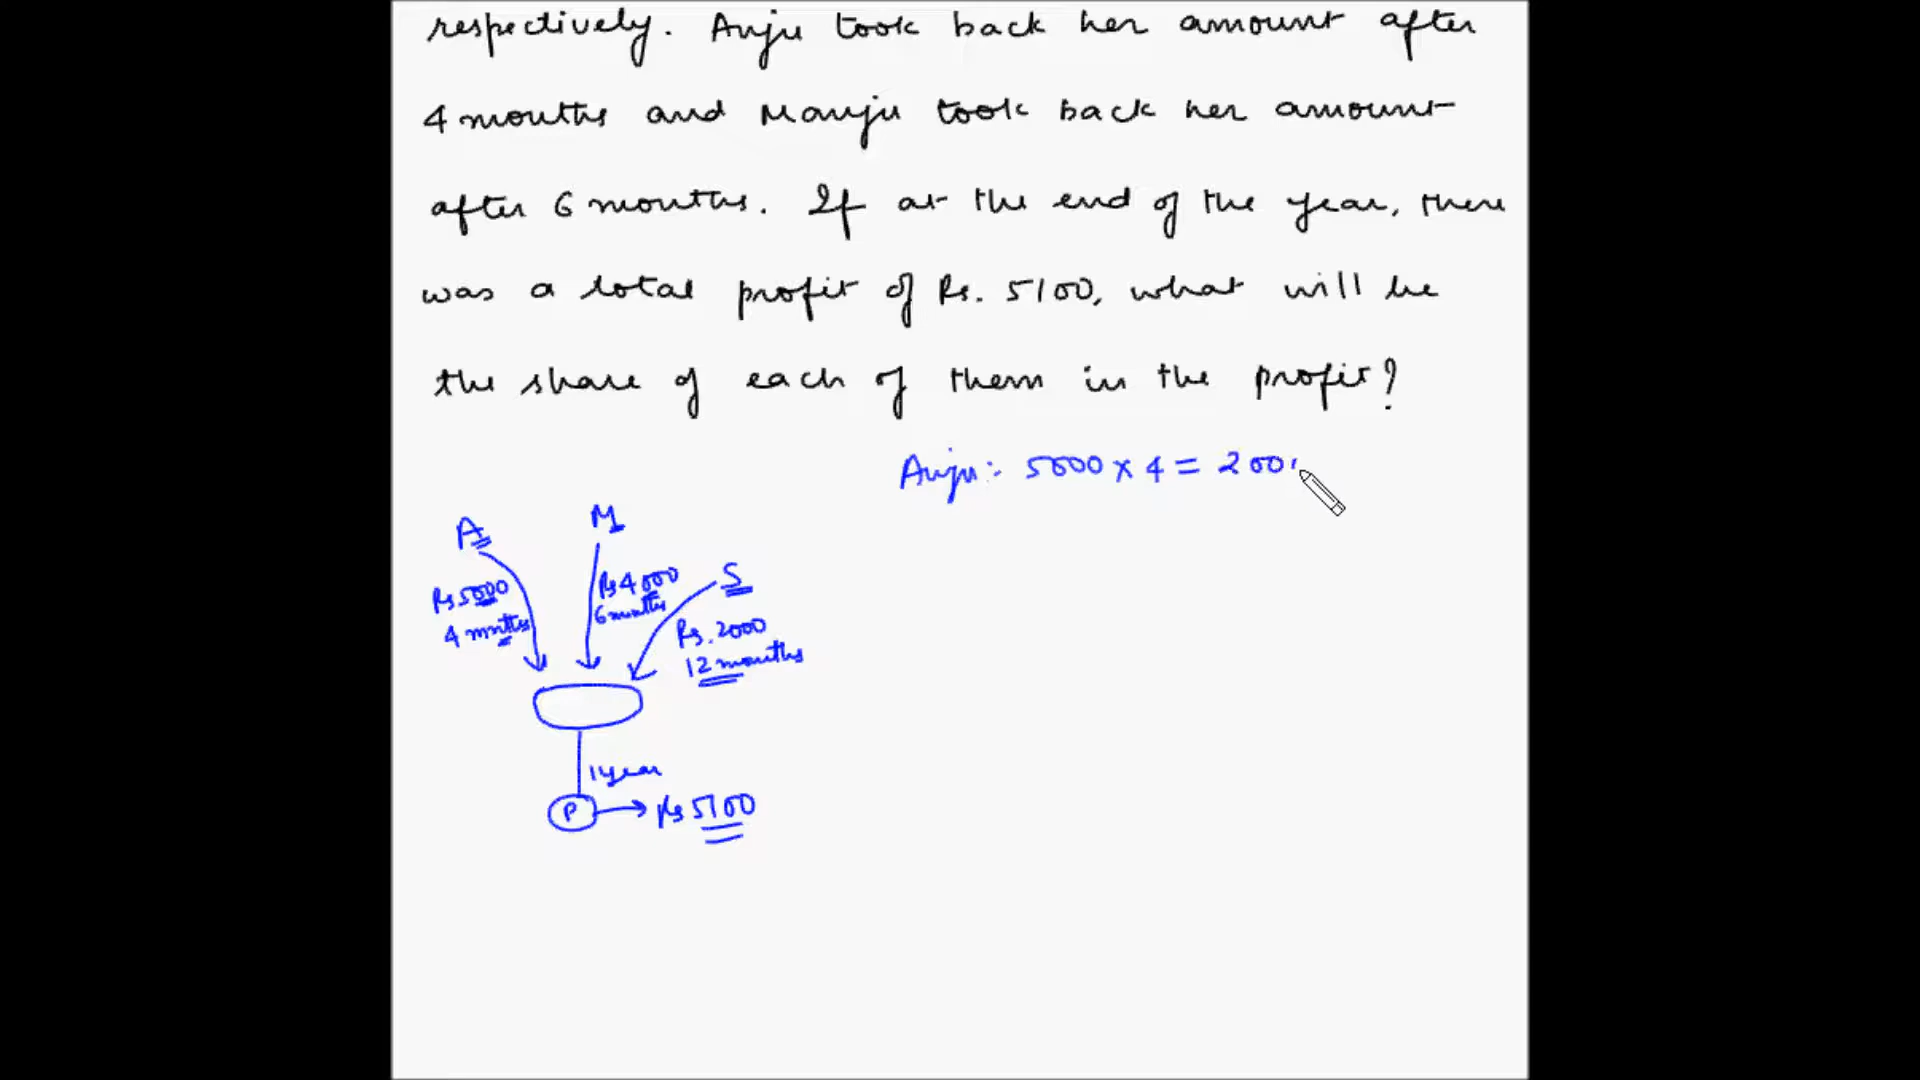 respectively. Anju took back her amount after
4 months and Manju took back her amount
after 6 months. If at the end of the year, there
was a total profit of Rs. 5100, what will be
the share of each of them in the profit?
Anju: 5000 × 4 = 200
A
M
S
Rs 5000
4 months
Rs 4000
6 months
Rs. 2000
12 months
1 year
P
Rs 5100